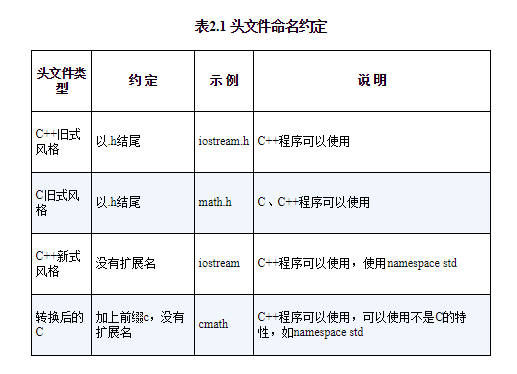 表2.1 头文件命名约定
头文件类
型
约 定
示 例
说 明
C++旧式
风格
以.h结尾
iostream.h
C++程序可以使用
C旧式风
格
以.h结尾
math.h
C、C++程序可以使用
C++新式
风格
没有扩展名
iostream
C++程序可以使用，使用namespace std
转换后的
C
加上前缀c，没有
扩展名
cmath
C++程序可以使用，可以使用不是C的特
性，如namespace std